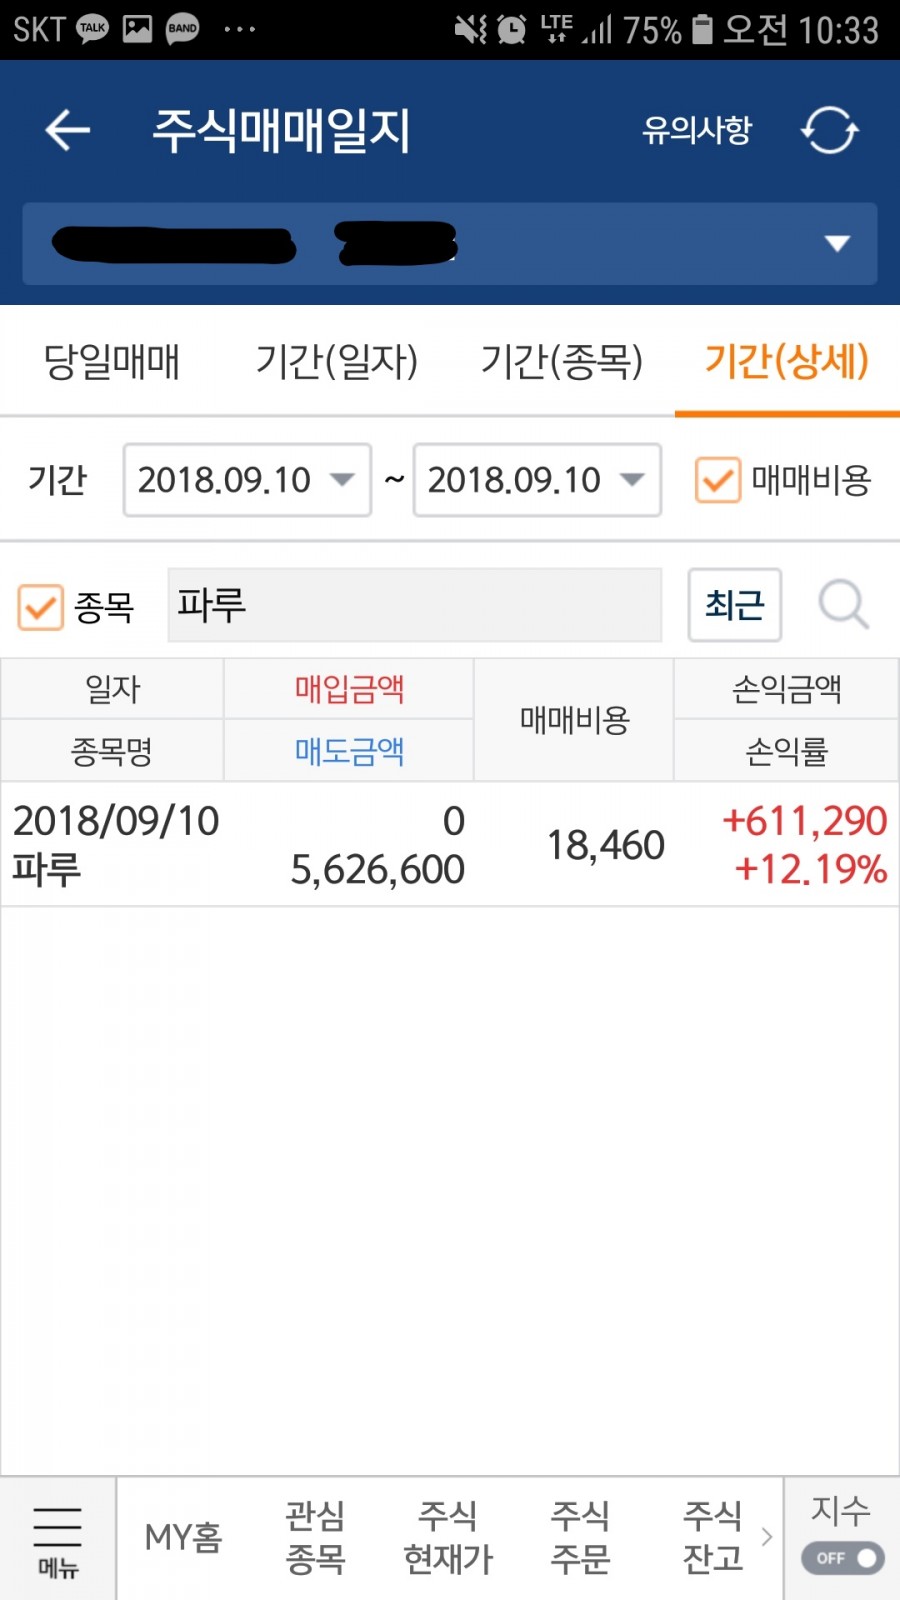 SKT TALK BAND ... LTE 75% 오전 10:33
주식매매일지 유의사항
당일매매 기간(일자) 기간(종목) 기간(상세)
기간 2018.09.10 ~ 2018.09.10 매매비용
종목 파루 최근
일자 매입금액 매매비용 손익금액
종목명 매도금액 손익률
2018/09/10 0 18,460 +611,290
파루 5,626,600 +12.19%
메뉴 MY홈 관심 주식 주식 주식 지수
종목 현재가 주문 잔고 OFF